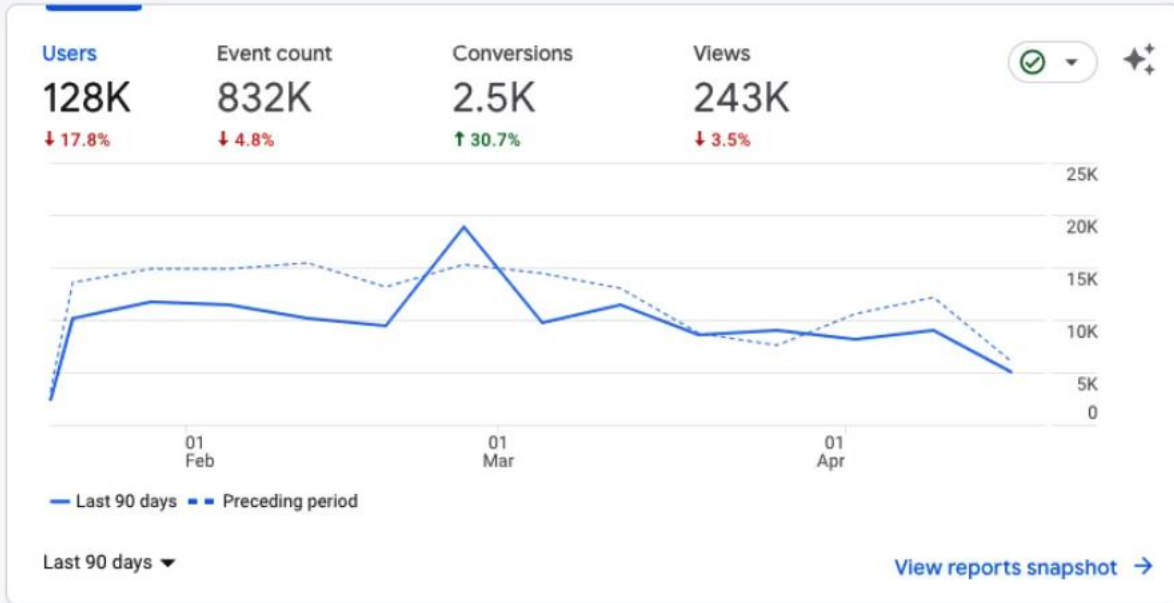 Users Event count Conversions Views
128K 832K 2.5K 243K
↓ 17.8% ↓ 4.8% ↑ 30.7% ↓ 3.5%
25K
20K
15K
10K
5K
0
01 01 01
Feb Mar Apr
Last 90 days Preceding period
Last 90 days View reports snapshot